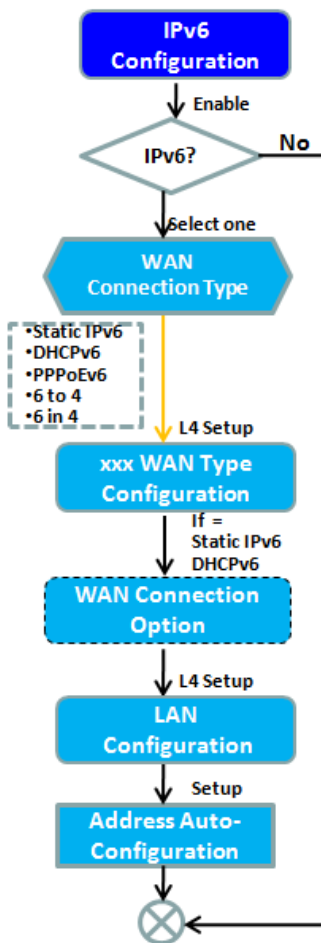 IPv6
Configuration
Enable
IPv6?
No
Select one
WAN
Connection Type
•Static IPv6
•DHCPv6
•PPPoEv6
•6 to 4
•6 in 4
L4 Setup
xxx WAN Type
Configuration
If =
Static IPv6
DHCPv6
WAN Connection
Option
L4 Setup
LAN
Configuration
Setup
Address Auto-
Configuration